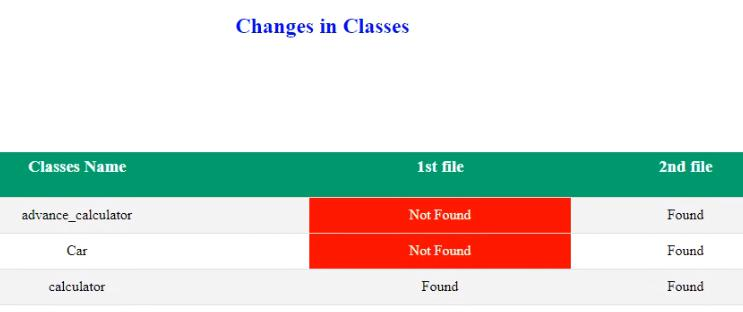 Changes in Classes
Classes Name 1st file 2nd file
advance_calculator Not Found Found
Car Not Found Found
calculator Found Found